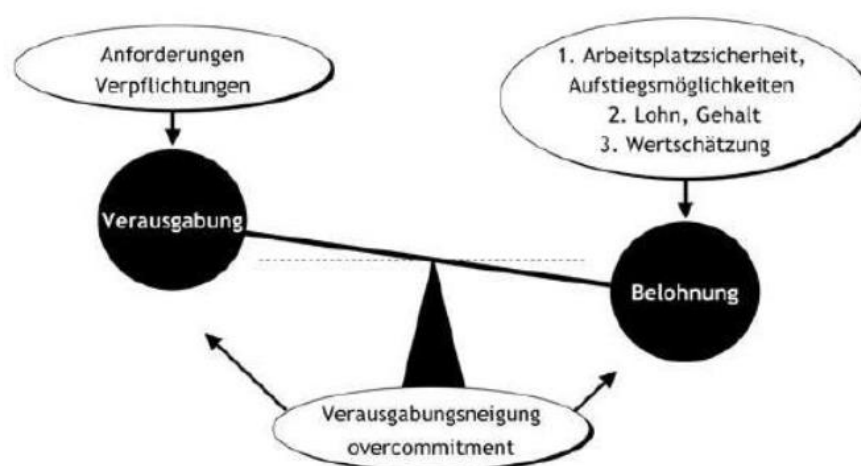 Anforderungen
Verpflichtungen
1. Arbeitsplatzsicherheit,
Aufstiegsmöglichkeiten
2. Lohn, Gehalt
3. Wertschätzung
Verausgabung
Belohnung
Verausgabungsneigung
overcommitment